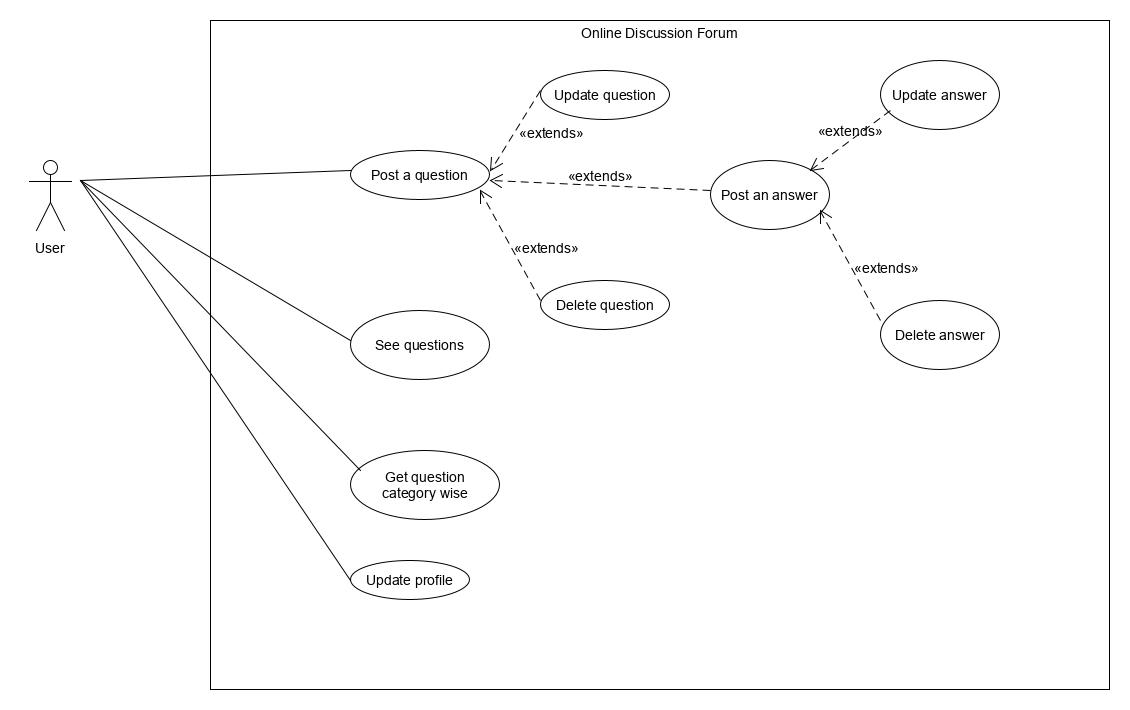 Online Discussion Forum
Update question
Update answer
«extends»
«extends»
Post a question
«extends»
Post an answer
User
«extends»
«extends»
Delete question
Delete answer
See questions
Get question
category wise
Update profile